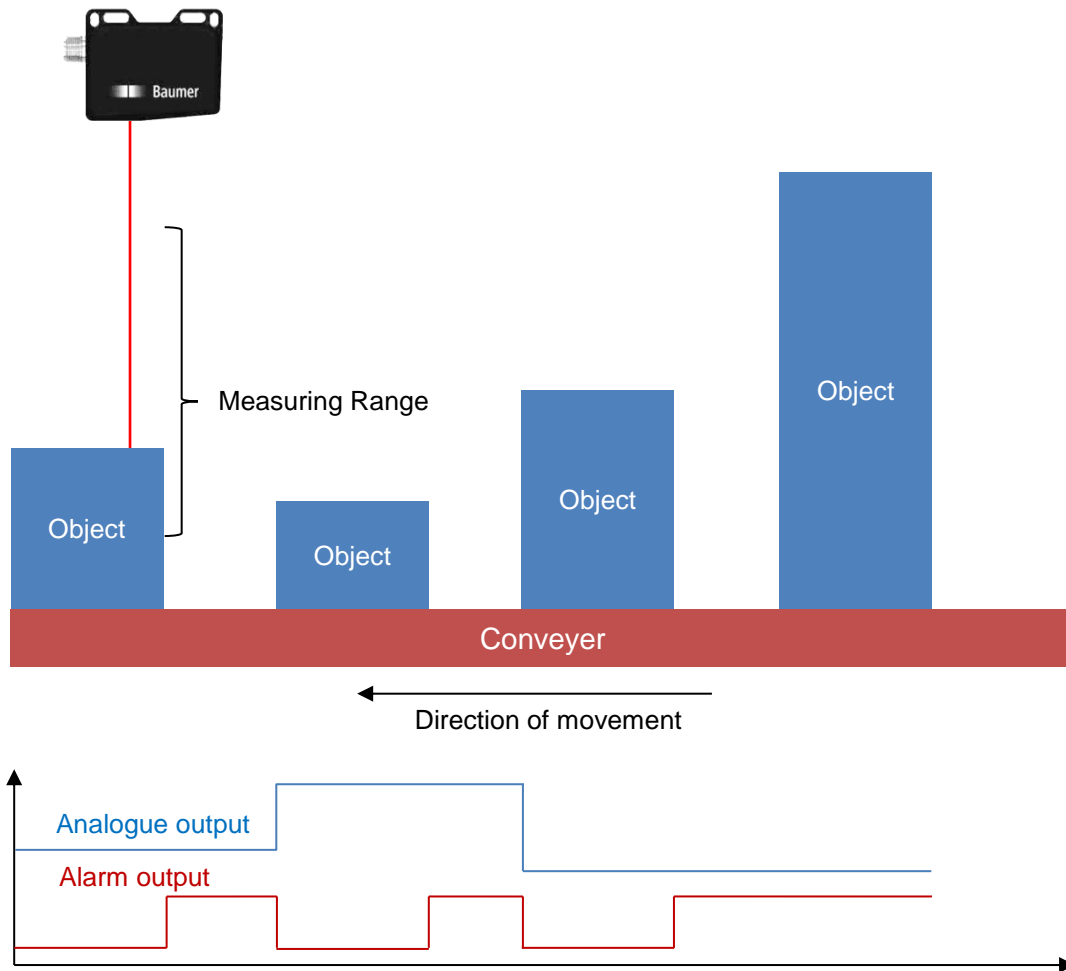 Baumer
Object
Measuring Range
Object
Object
Object
Conveyer
Direction of movement
Analogue output
Alarm output